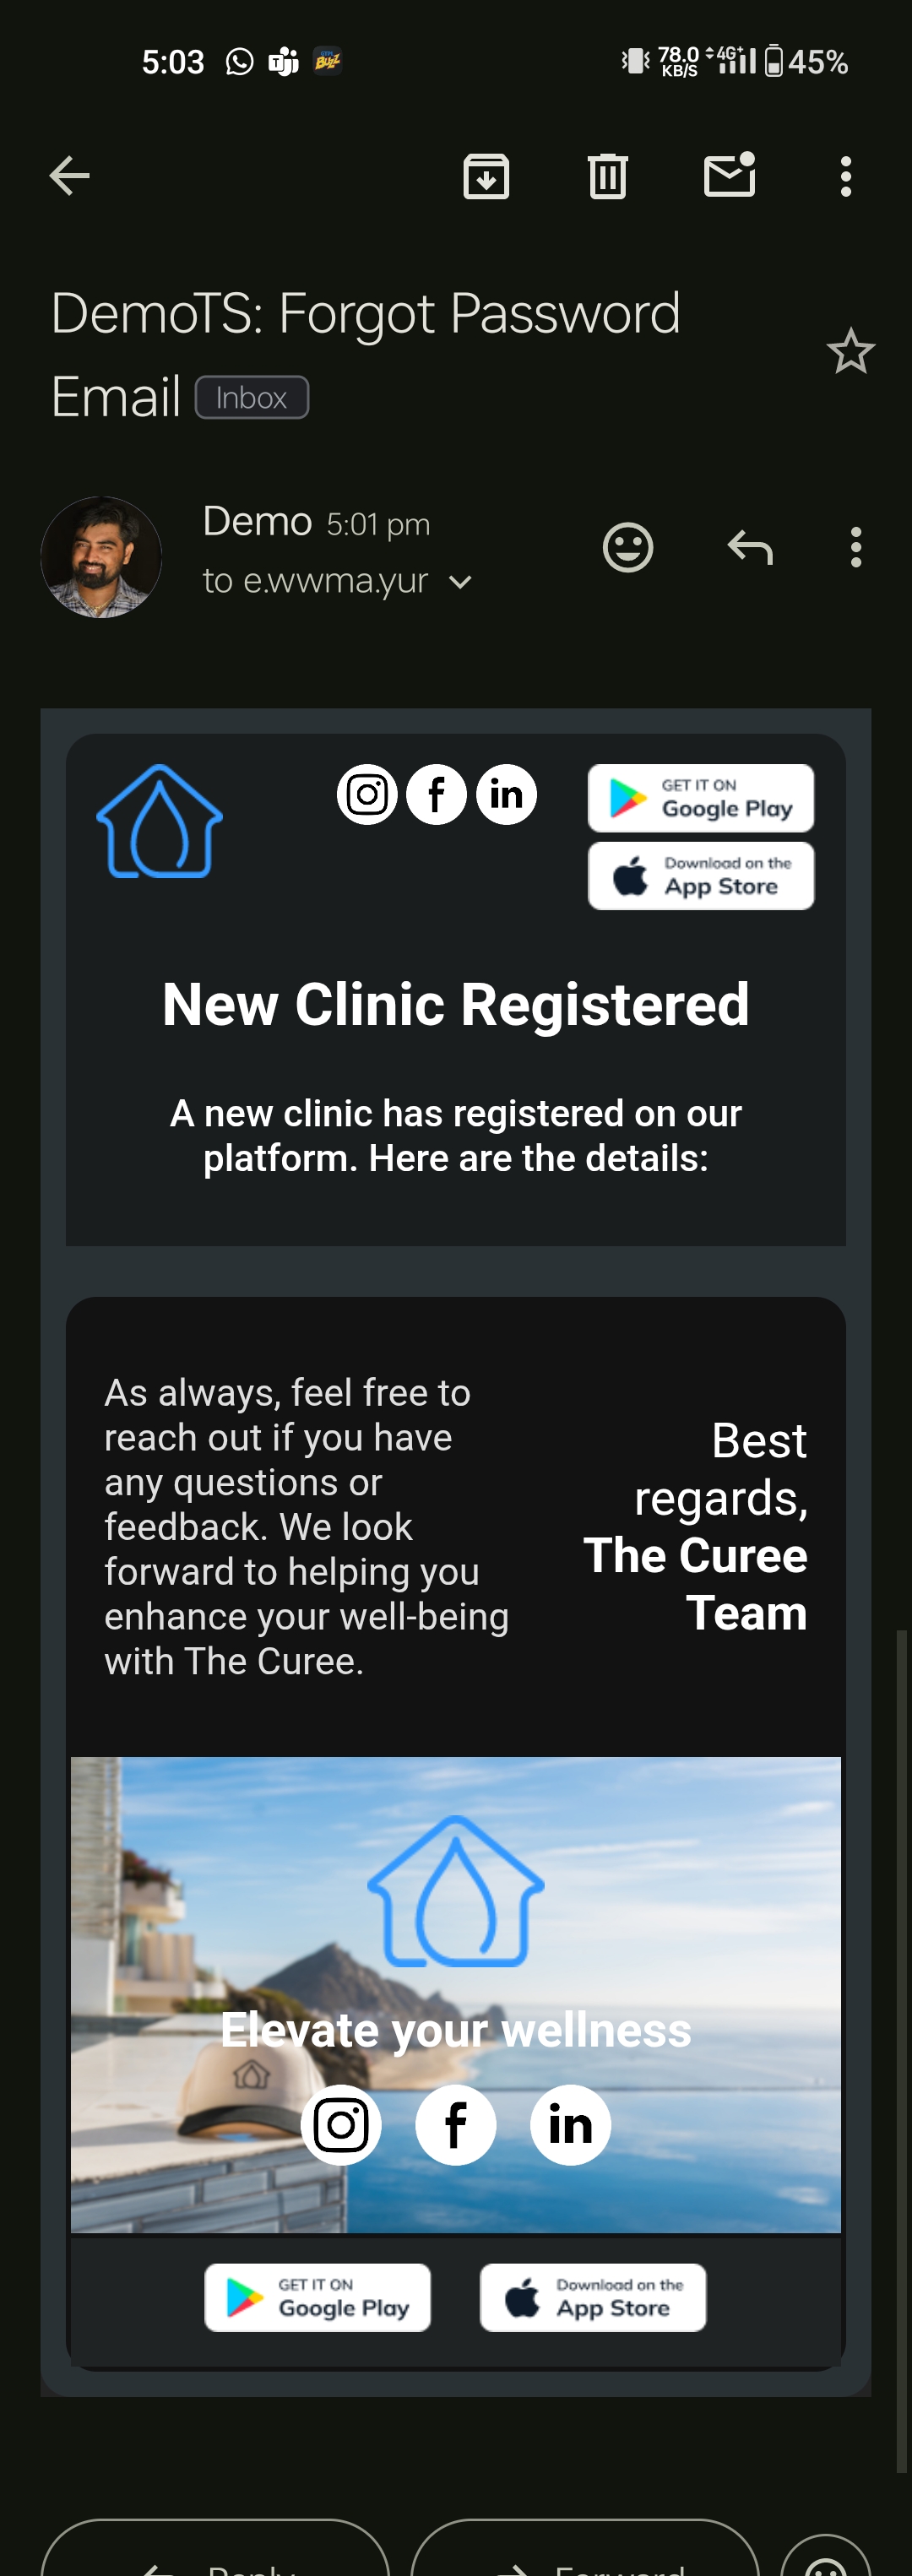 5:03 78.0 KB/S 4G+ 45%
DemoTS: Forgot Password
Email Inbox
Demo 5:01 pm
to e.wwma.yur
in
GET IT ON
Google Play
Download on the
App Store
New Clinic Registered
A new clinic has registered on our
platform. Here are the details:
As always, feel free to
reach out if you have
any questions or
feedback. We look
forward to helping you
enhance your well-being
with The Curee.
Best
regards,
The Curee
Team
Elevate your wellness
in
GET IT ON
Google Play
Download on the
App Store
Reply Forward